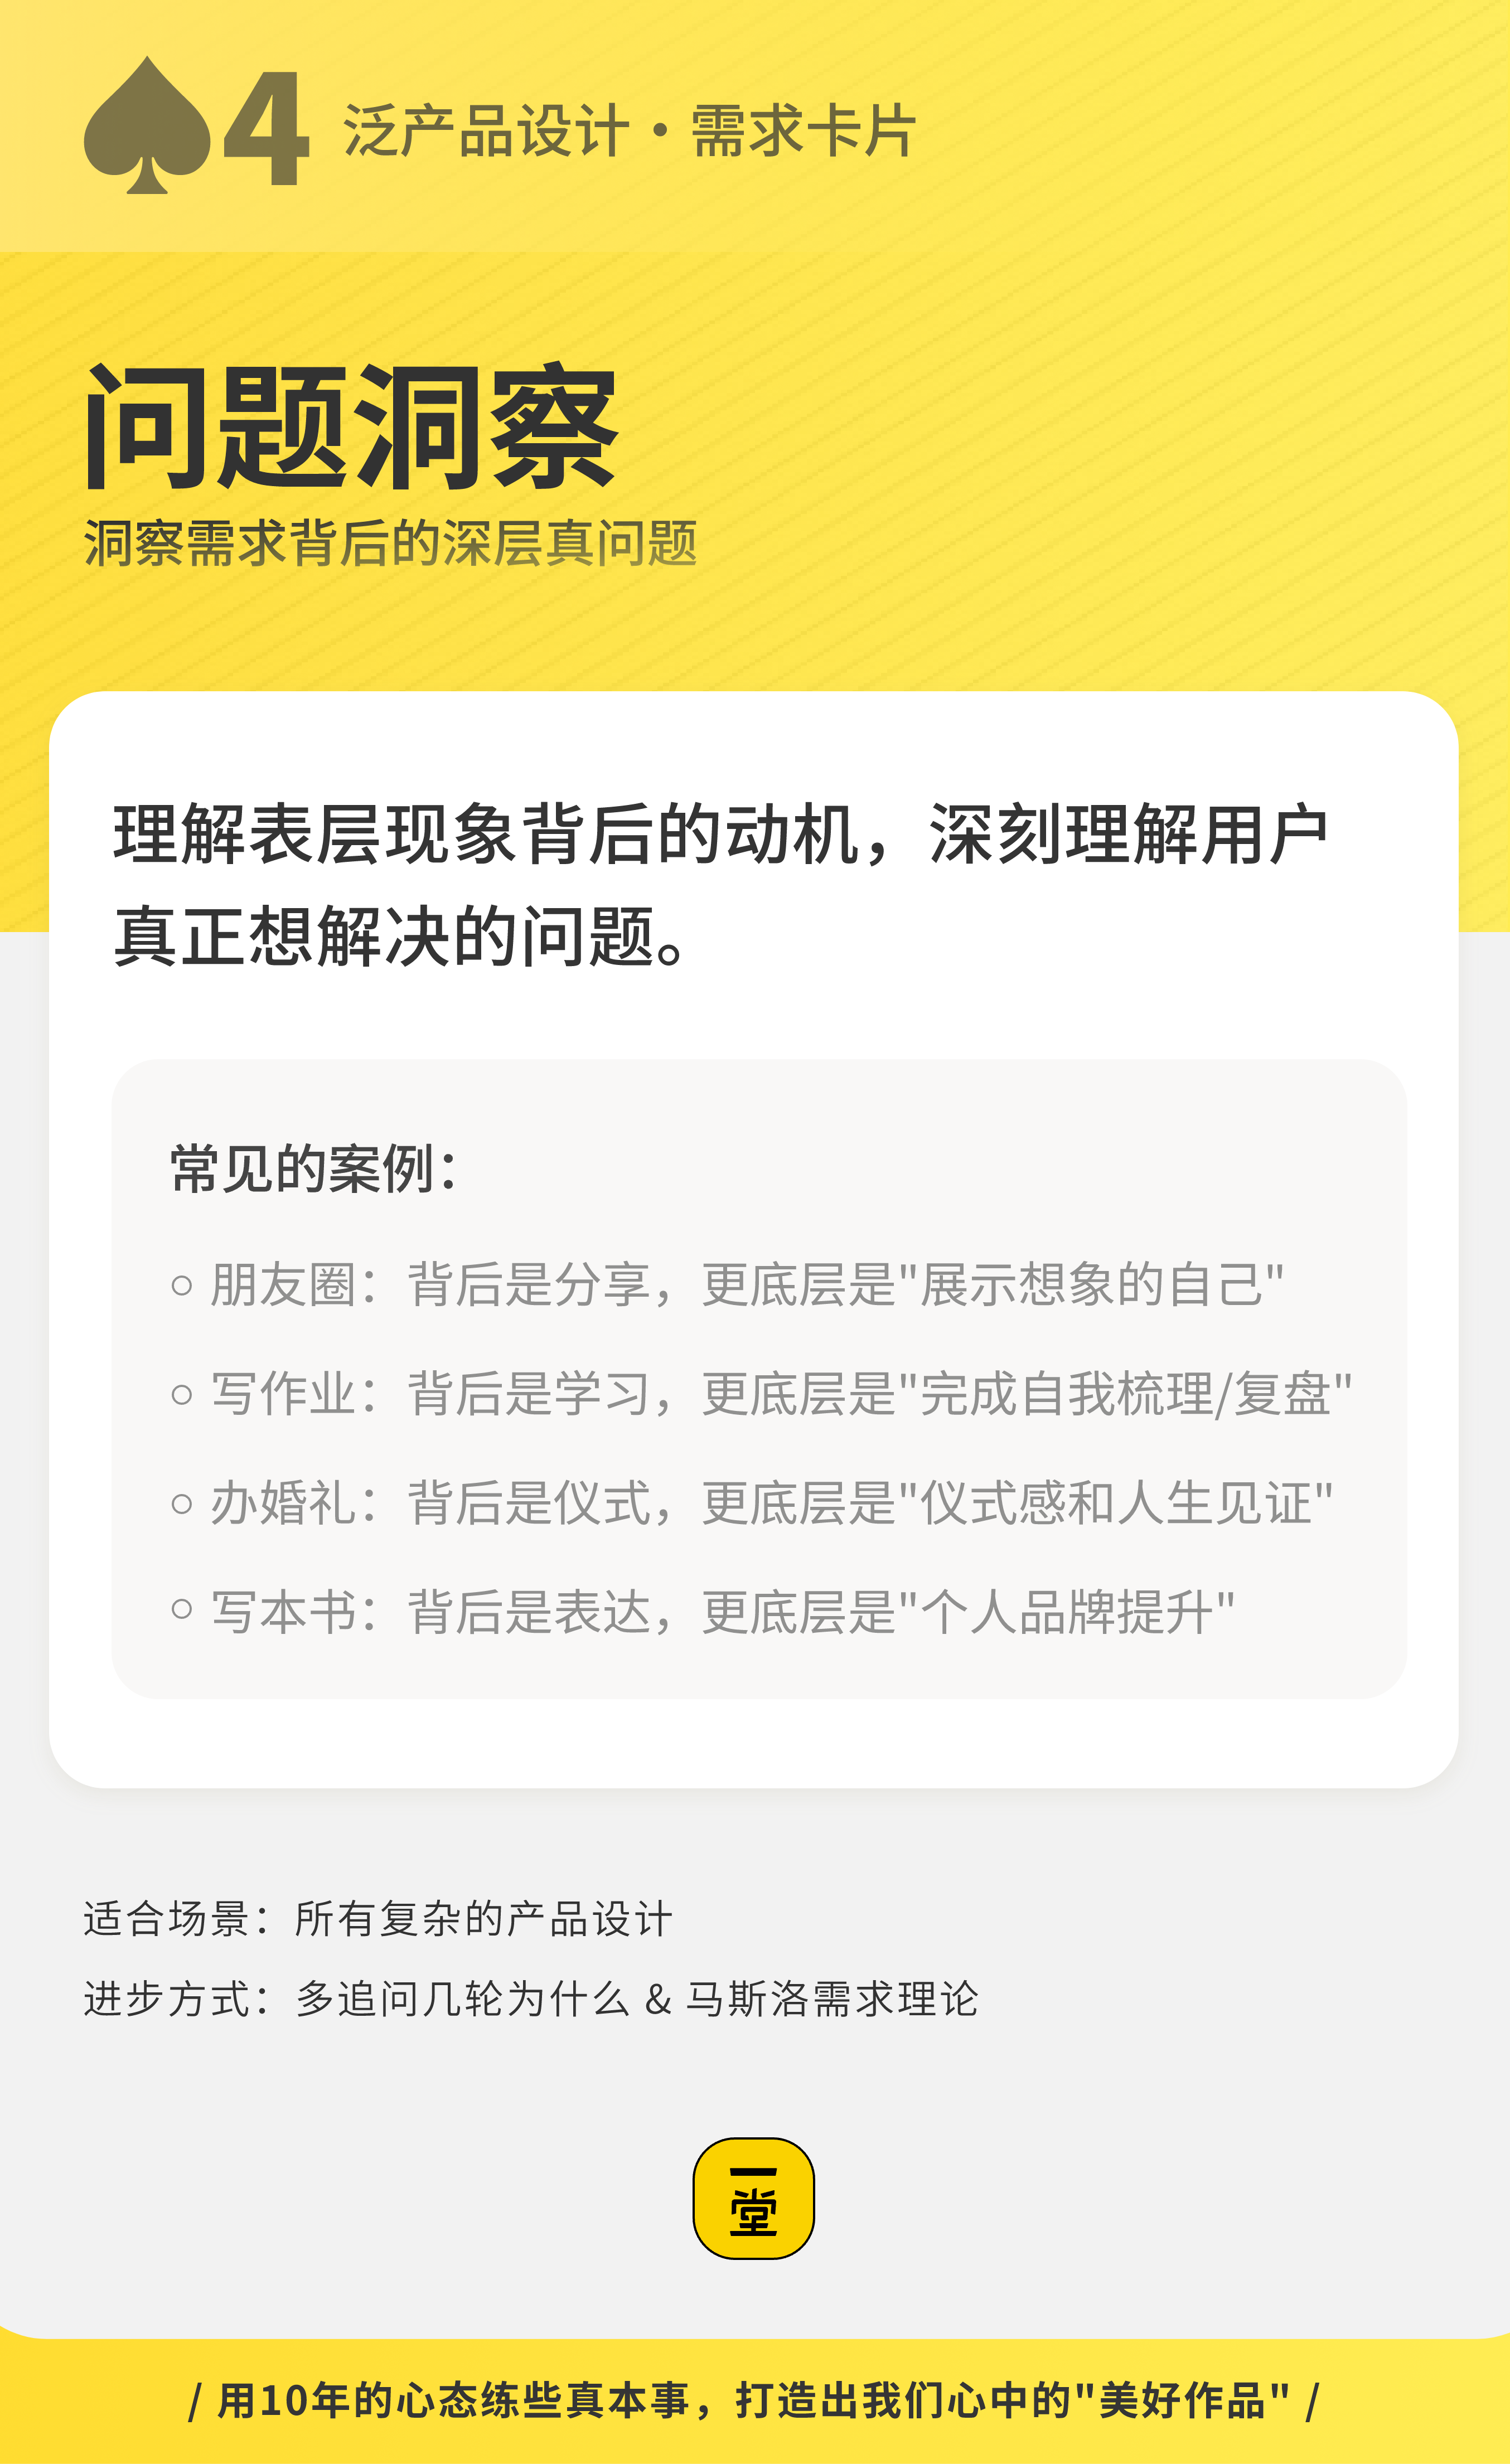 ♠4 泛产品设计·需求卡片
问题洞察
洞察需求背后的深层真问题
理解表层现象背后的动机，深刻理解用户
真正想解决的问题。
常见的案例：
○ 朋友圈：背后是分享，更底层是"展示想象的自己"
○ 写作业：背后是学习，更底层是"完成自我梳理/复盘"
○ 办婚礼：背后是仪式，更底层是"仪式感和人生见证"
○ 写本书：背后是表达，更底层是"个人品牌提升"
适合场景：所有复杂的产品设计
进步方式：多追问几轮为什么 & 马斯洛需求理论
一
堂
/ 用10年的心态练些真本事，打造出我们心中的"美好作品" /